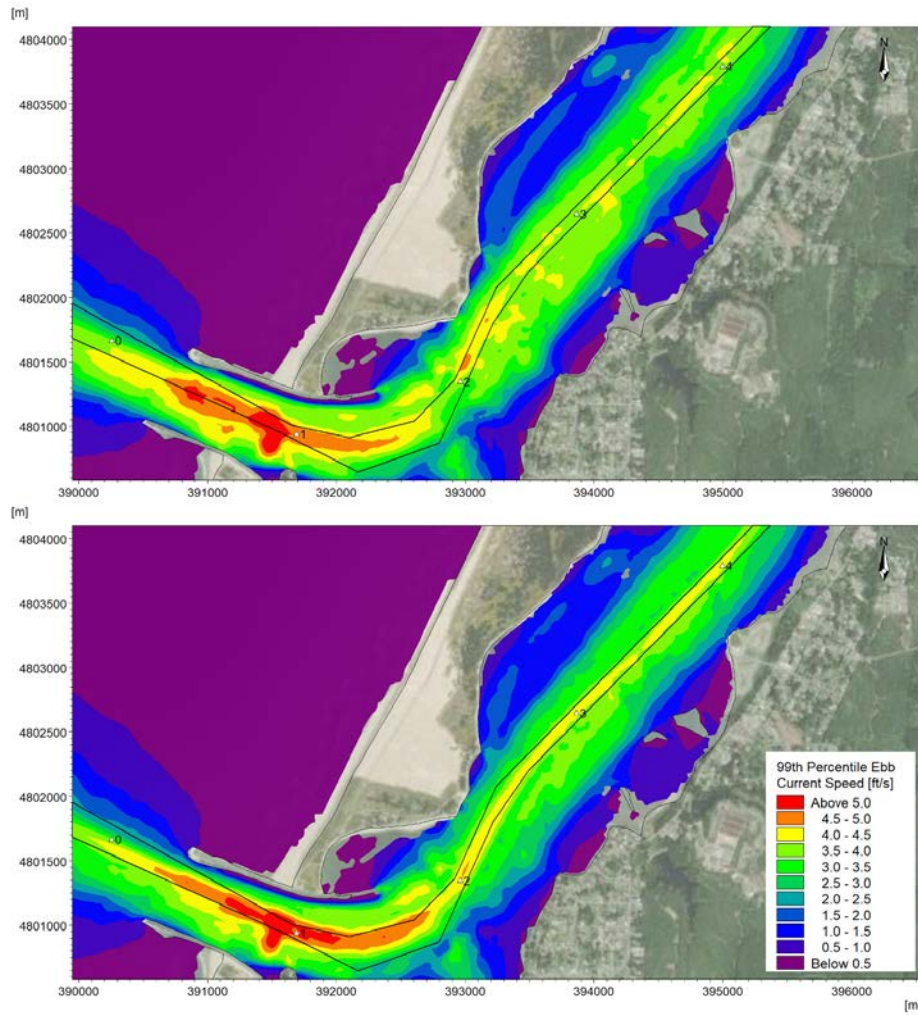 [m]
4804000
4803500
4803000
4802500
4802000
4801500
4801000
N
0
1
2
3
4
390000 391000 392000 393000 394000 395000 396000
[m]
4804000
4803500
4803000
4802500
4802000
4801500
4801000
N
0
1
2
3
4
99th Percentile Ebb
Current Speed [ft/s]
Above 5.0
4.5 - 5.0
4.0 - 4.5
3.5 - 4.0
3.0 - 3.5
2.5 - 3.0
2.0 - 2.5
1.5 - 2.0
1.0 - 1.5
0.5 - 1.0
Below 0.5
390000 391000 392000 393000 394000 395000 396000